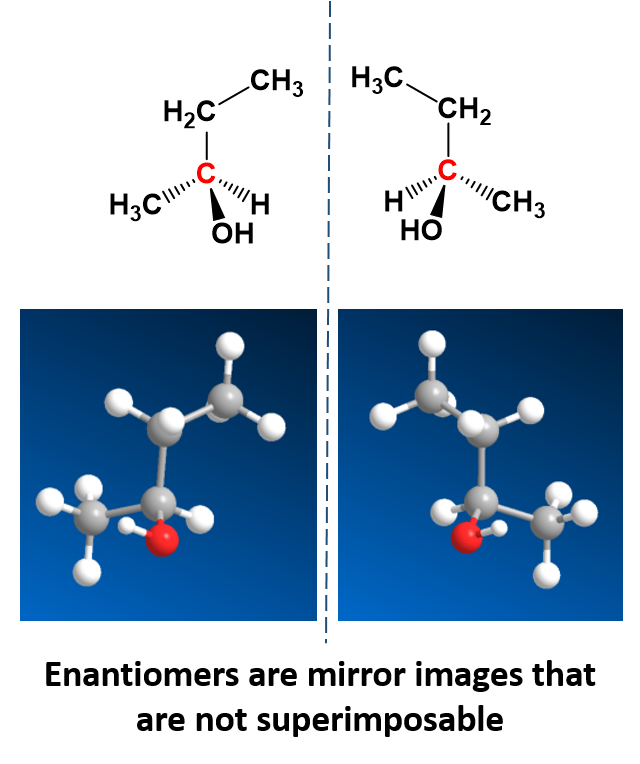 CH₃ H₃C
H₂C CH₂
C C
H₃C H H CH₃
OH HO
Enantiomers are mirror images that
are not superimposable